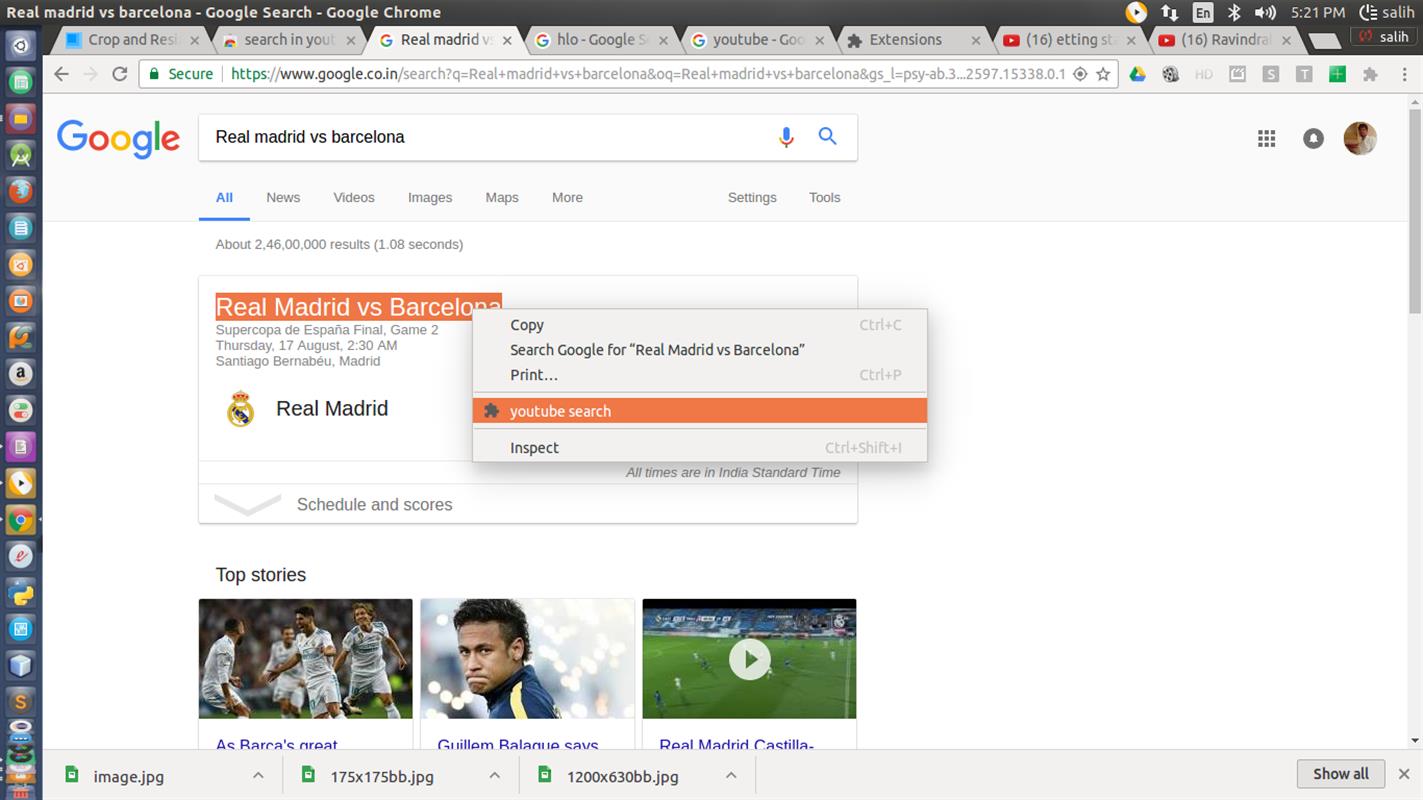 Real madrid vs barcelona - Google Search - Google Chrome
En
5:21 PM
salih
Crop and Resi
search in yout
Real madrid vs
hlo - Google Se
youtube - Goo
Extensions
(16) etting sta
(16) Ravindral
salih
Secure
https://www.google.co.in/search?q=Real+madrid+vs+barcelona&oq=Real+madrid+vs+barcelona&gs_l=psy-ab.3...2597.15338.0.1
HD
S
T
Google
Real madrid vs barcelona
All
News
Videos
Images
Maps
More
Settings
Tools
About 2,46,00,000 results (1.08 seconds)
Real Madrid vs Barcelona
Supercopa de España Final, Game 2
Thursday, 17 August, 2:30 AM
Santiago Bernabéu, Madrid
Real Madrid
Copy Ctrl+C
Search Google for “Real Madrid vs Barcelona”
Print… Ctrl+P
youtube search
Inspect Ctrl+Shift+I
All times are in India Standard Time
Schedule and scores
Top stories
As Barca's great
Guillem Balague says
Real Madrid Castilla-
image.jpg
175x175bb.jpg
1200x630bb.jpg
Show all